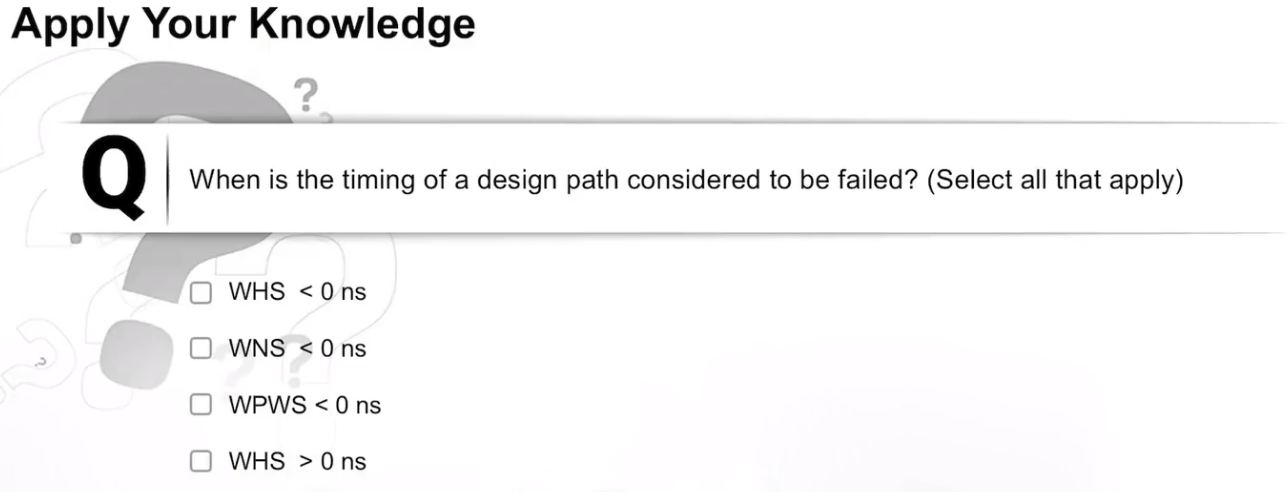 Apply Your Knowledge
Q
When is the timing of a design path considered to be failed? (Select all that apply)
WHS < 0 ns
WNS < 0 ns
WPWS < 0 ns
WHS > 0 ns